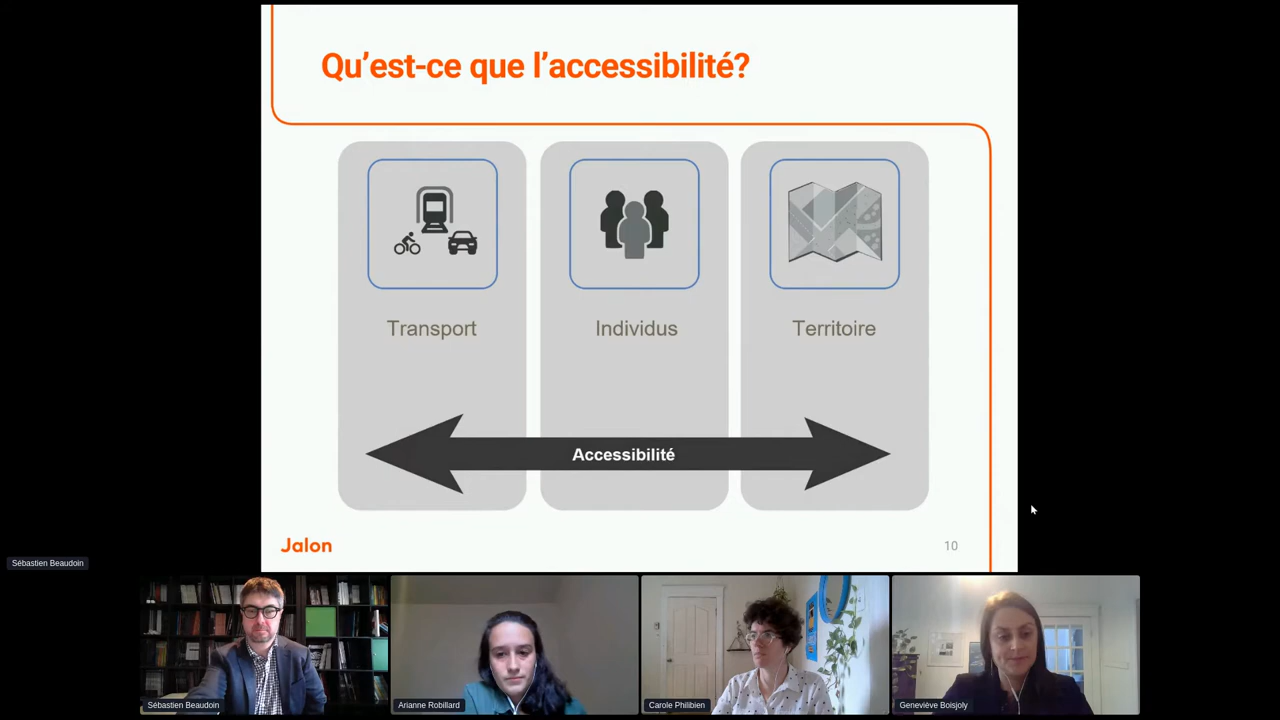 Qu’est-ce que l’accessibilité?
Transport
Individus
Territoire
Accessibilité
Jalon
10
Sébastien Beaudoin
Sébastien Beaudoin
Arianne Robillard
Carole Philibien
Geneviève Boisjoly